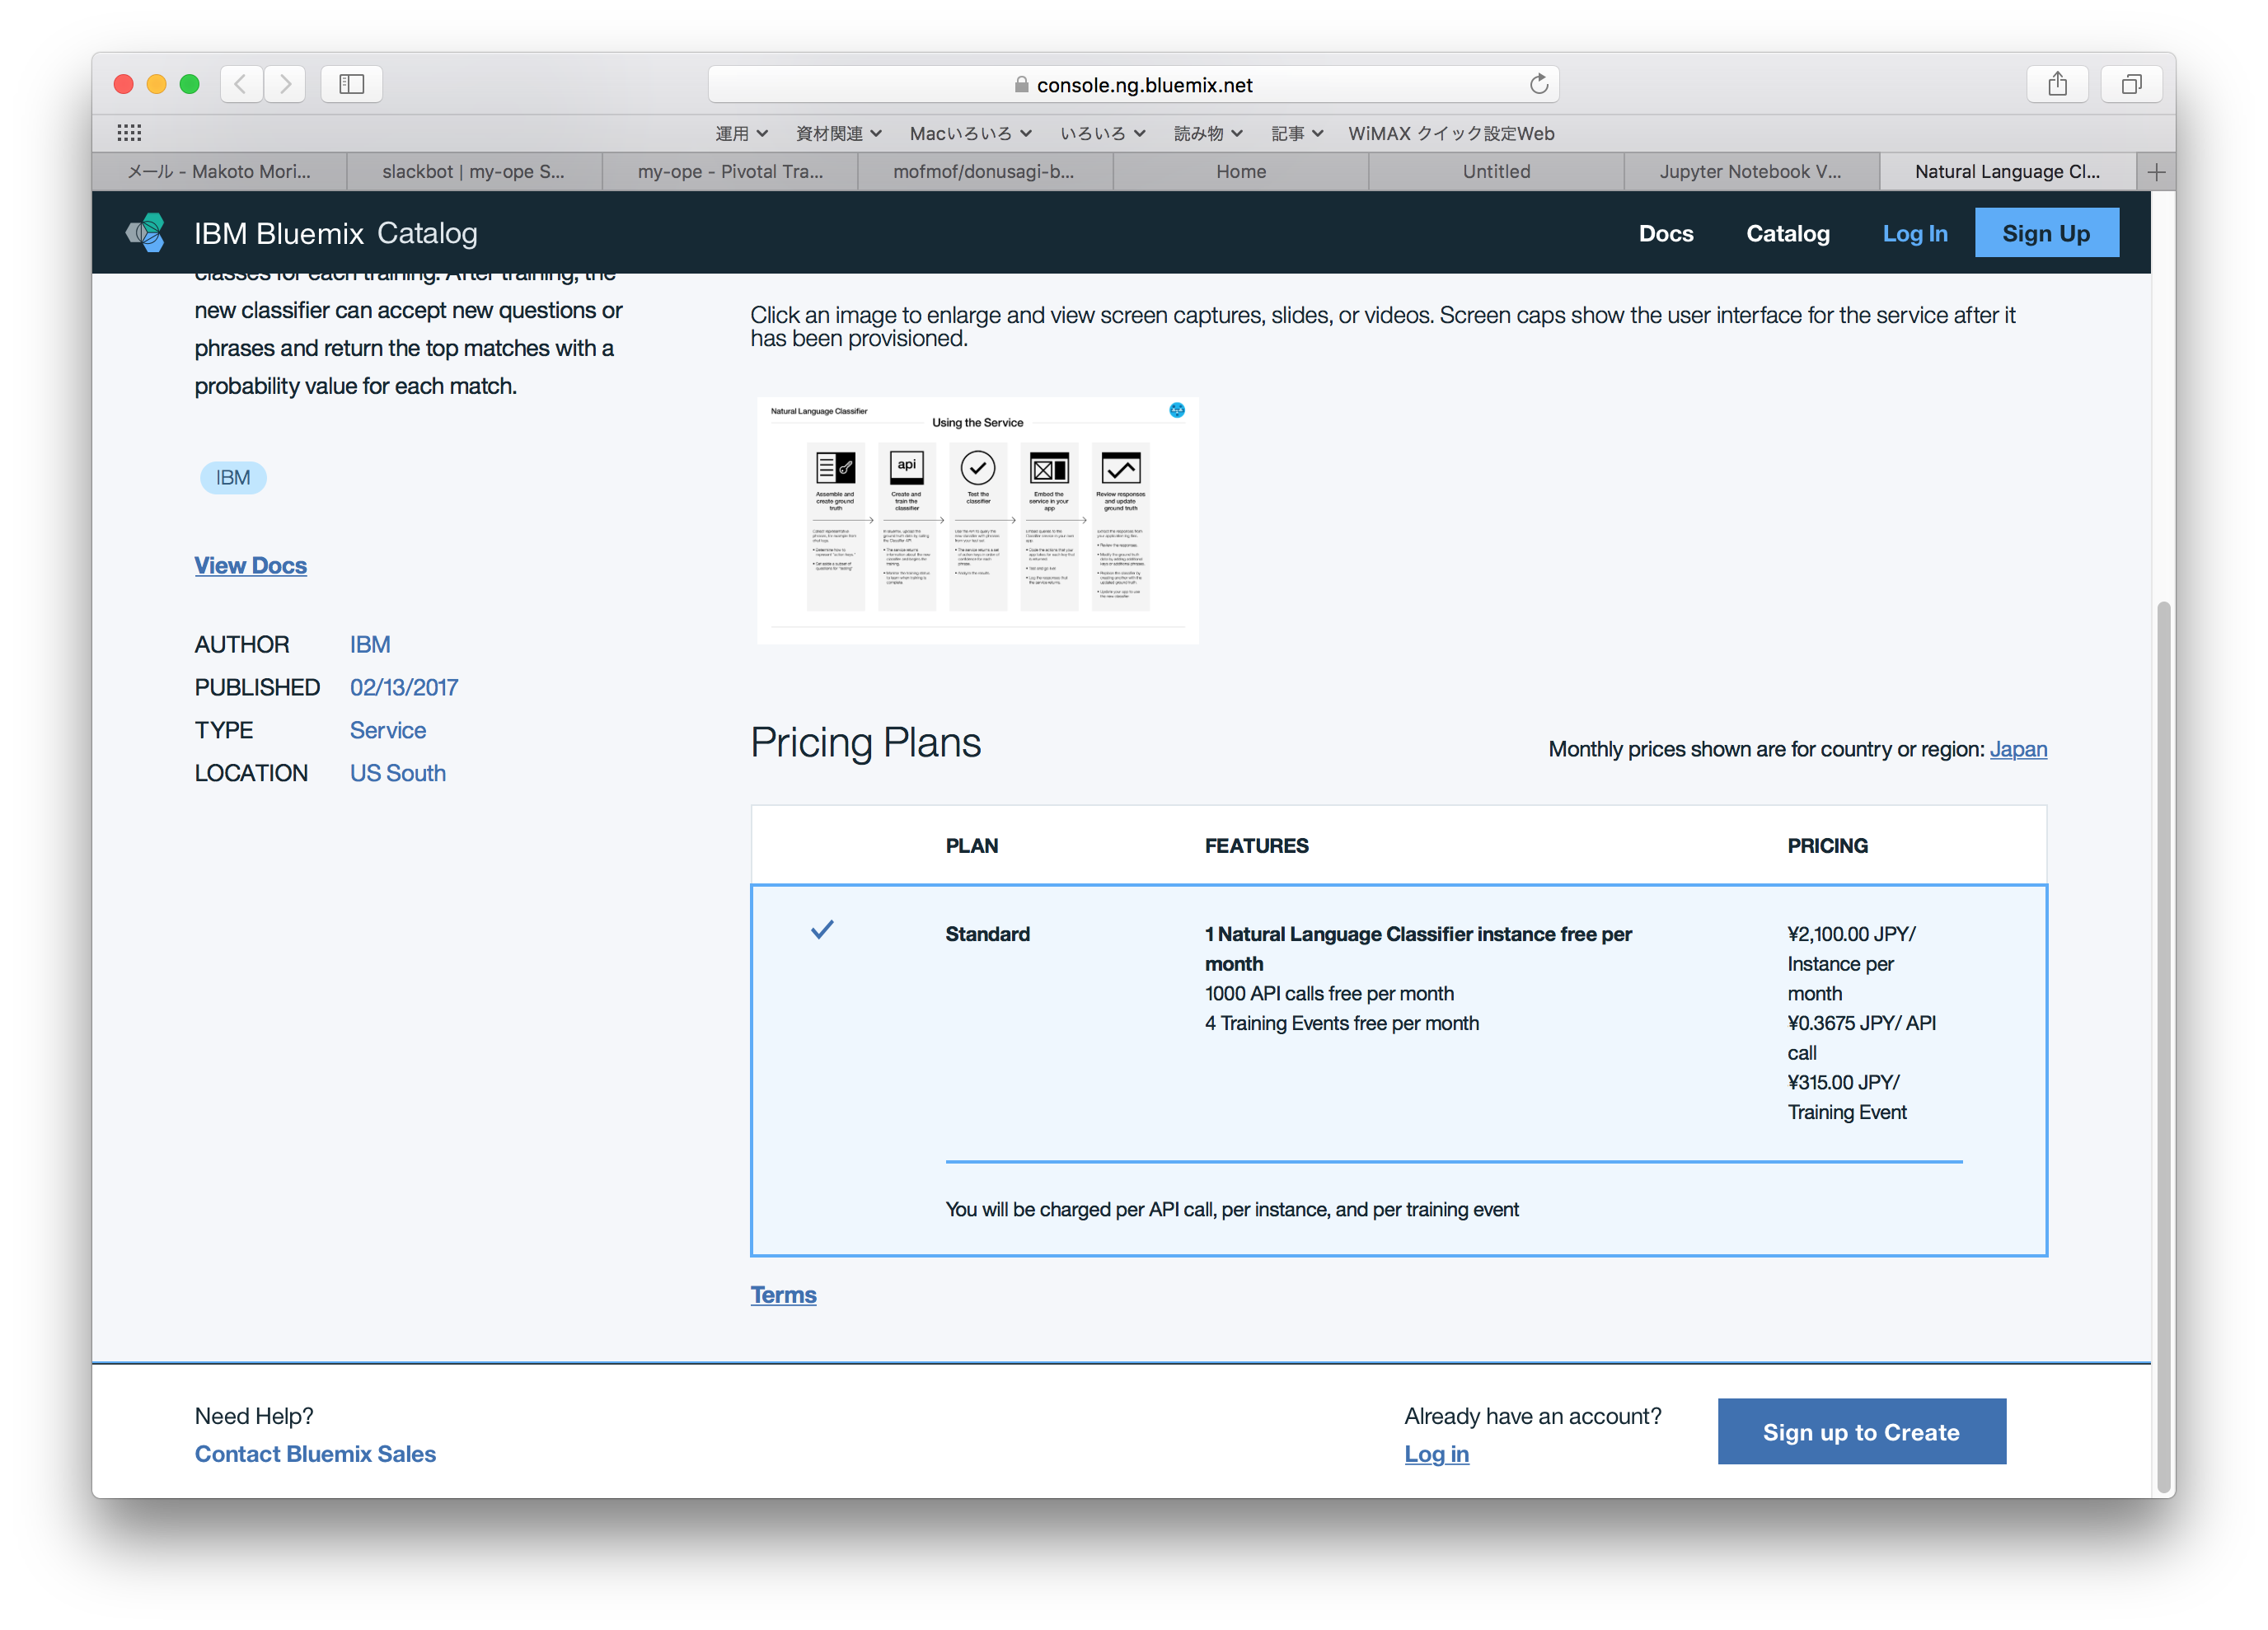 console.ng.bluemix.net
運用
資材関連
Macいろいろ
いろいろ
読み物
記事
WiMAX クイック設定Web
メール - Makoto Mori...
slackbot | my-ope S...
my-ope - Pivotal Tra...
mofmof/donusagi-b...
Home
Untitled
Jupyter Notebook V...
Natural Language Cl...
IBM Bluemix Catalog
Docs
Catalog
Log In
Sign Up
classes for each training. After training, the
new classifier can accept new questions or
phrases and return the top matches with a
probability value for each match.
IBM
View Docs
AUTHOR IBM
PUBLISHED 02/13/2017
TYPE Service
LOCATION US South
Click an image to enlarge and view screen captures, slides, or videos. Screen caps show the user interface for the service after it
has been provisioned.
Natural Language Classifier
Using the Service
Assemble and
create ground
truth
api
Create and
train the
classifier
Test the
classifier
Embed the
service in your
app
Review responses
and update
ground truth
Pricing Plans
Monthly prices shown are for country or region: Japan
PLAN
FEATURES
PRICING
Standard
1 Natural Language Classifier instance free per
month
1000 API calls free per month
4 Training Events free per month
¥2,100.00 JPY/
Instance per
month
¥0.3675 JPY/ API
call
¥315.00 JPY/
Training Event
You will be charged per API call, per instance, and per training event
Terms
Need Help?
Contact Bluemix Sales
Already have an account?
Log in
Sign up to Create